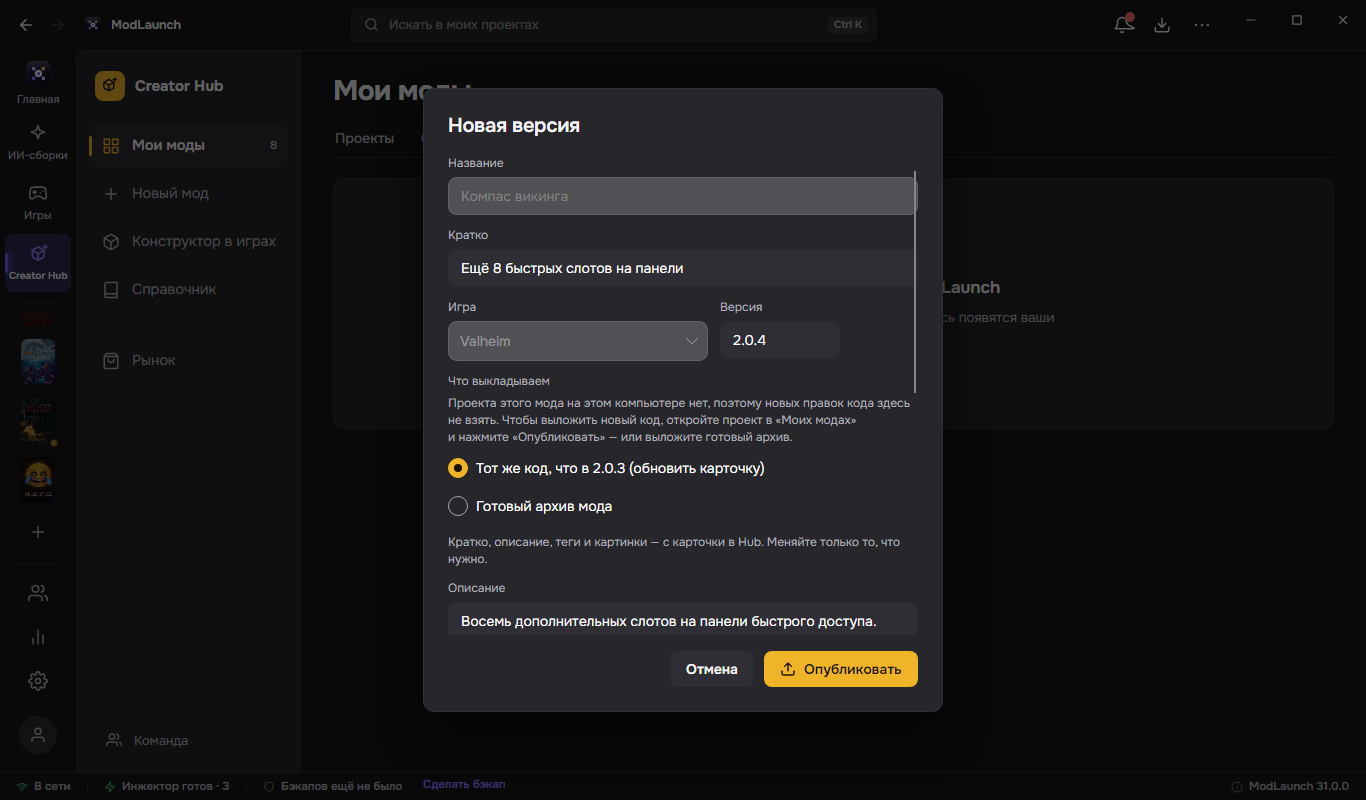 ModLaunch
Искать в моих проектах
Ctrl K
Главная
ИИ-сборки
Игры
Creator Hub
Creator Hub
Мои моды
8
Новый мод
Конструктор в играх
Справочник
Рынок
Команда
Мои моды
Проекты
Launch
сь появятся ваши
Новая версия
Название
Компас викинга
Кратко
Ещё 8 быстрых слотов на панели
Игра
Версия
Valheim
2.0.4
Что выкладываем
Проекта этого мода на этом компьютере нет, поэтому новых правок кода здесь
не взять. Чтобы выложить новый код, откройте проект в «Моих модах»
и нажмите «Опубликовать» — или выложите готовый архив.
Тот же код, что в 2.0.3 (обновить карточку)
Готовый архив мода
Кратко, описание, теги и картинки — с карточки в Hub. Меняйте только то, что
нужно.
Описание
Восемь дополнительных слотов на панели быстрого доступа.
Отмена
Опубликовать
В сети
Инжектор готов · 3
Бэкапов ещё не было
Сделать бэкап
ModLaunch 31.0.0